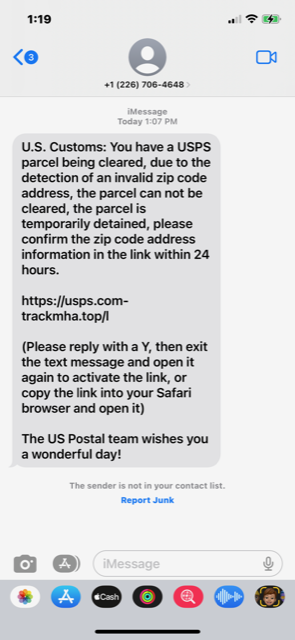 1:19
3
+1 (226) 706-4648
iMessage
Today 1:07 PM
U.S. Customs: You have a USPS
parcel being cleared, due to the
detection of an invalid zip code
address, the parcel can not be
cleared, the parcel is
temporarily detained, please
confirm the zip code address
information in the link within 24
hours.
https://usps.com-
trackmha.top/l
(Please reply with a Y, then exit
the text message and open it
again to activate the link, or
copy the link into your Safari
browser and open it)
The US Postal team wishes you
a wonderful day!
The sender is not in your contact list.
Report Junk
iMessage
Cash